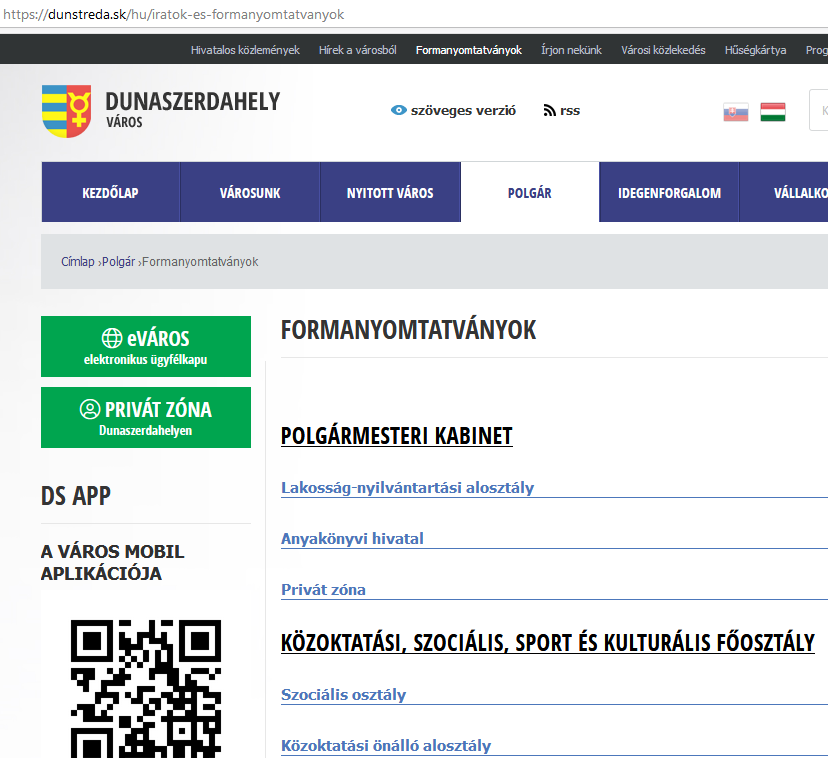 https://dunstreda.sk/hu/iratok-es-formanyomtatvanyok
Hivatalos közlemények Hírek a városból Formanyomtatványok Írjon nekünk Városi közlekedés Hűségkártya Prog
DUNASZERDAHELY
VÁROS
szöveges verzió rss
K
KEZDŐLAP VÁROSUNK NYITOTT VÁROS POLGÁR IDEGENFORGALOM VÁLLALKO
Címlap ›Polgár ›Formanyomtatványok
eVÁROS
elektronikus ügyfélkapu
PRIVÁT ZÓNA
Dunaszerdahelyen
DS APP
A VÁROS MOBIL
APLIKÁCIÓJA
FORMANYOMTATVÁNYOK
POLGÁRMESTERI KABINET
Lakosság-nyilvántartási alosztály
Anyakönyvi hivatal
Privát zóna
KÖZOKTATÁSI, SZOCIÁLIS, SPORT ÉS KULTURÁLIS FŐOSZTÁLY
Szociális osztály
Közoktatási önálló alosztály